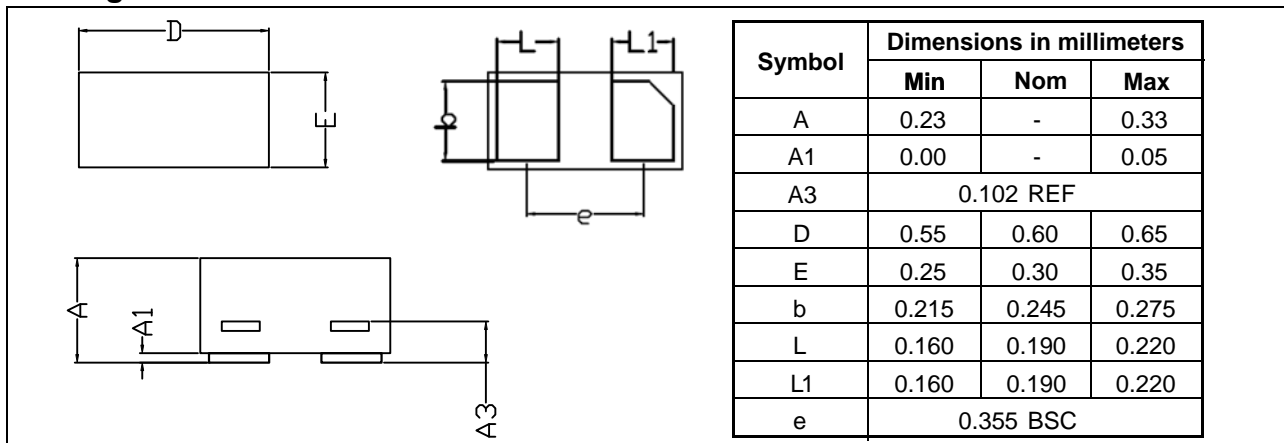 D
E
L
L1
b
e
A
A1
A3
Symbol Dimensions in millimeters
Min Nom Max
A 0.23 - 0.33
A1 0.00 - 0.05
A3 0.102 REF
D 0.55 0.60 0.65
E 0.25 0.30 0.35
b 0.215 0.245 0.275
L 0.160 0.190 0.220
L1 0.160 0.190 0.220
e 0.355 BSC